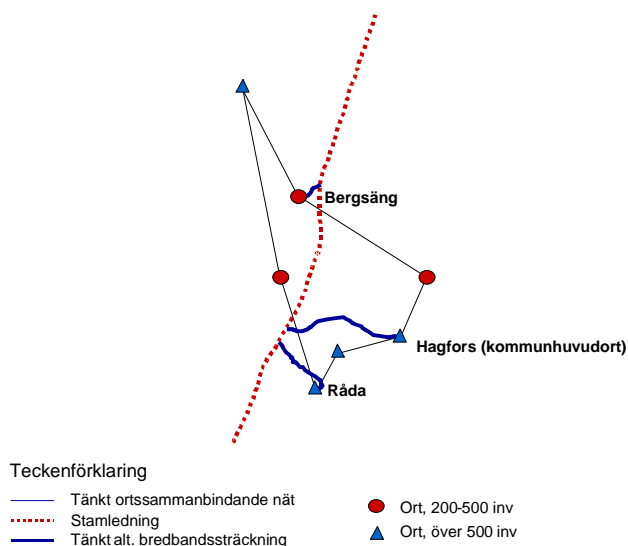 Bergsäng
Hagfors (kommunhuvudort)
Råda
Teckenförklaring
Tänkt ortssammanbindande nät
Stamledning
Tänkt alt. bredbandssträckning
Ort, 200-500 inv
Ort, över 500 inv